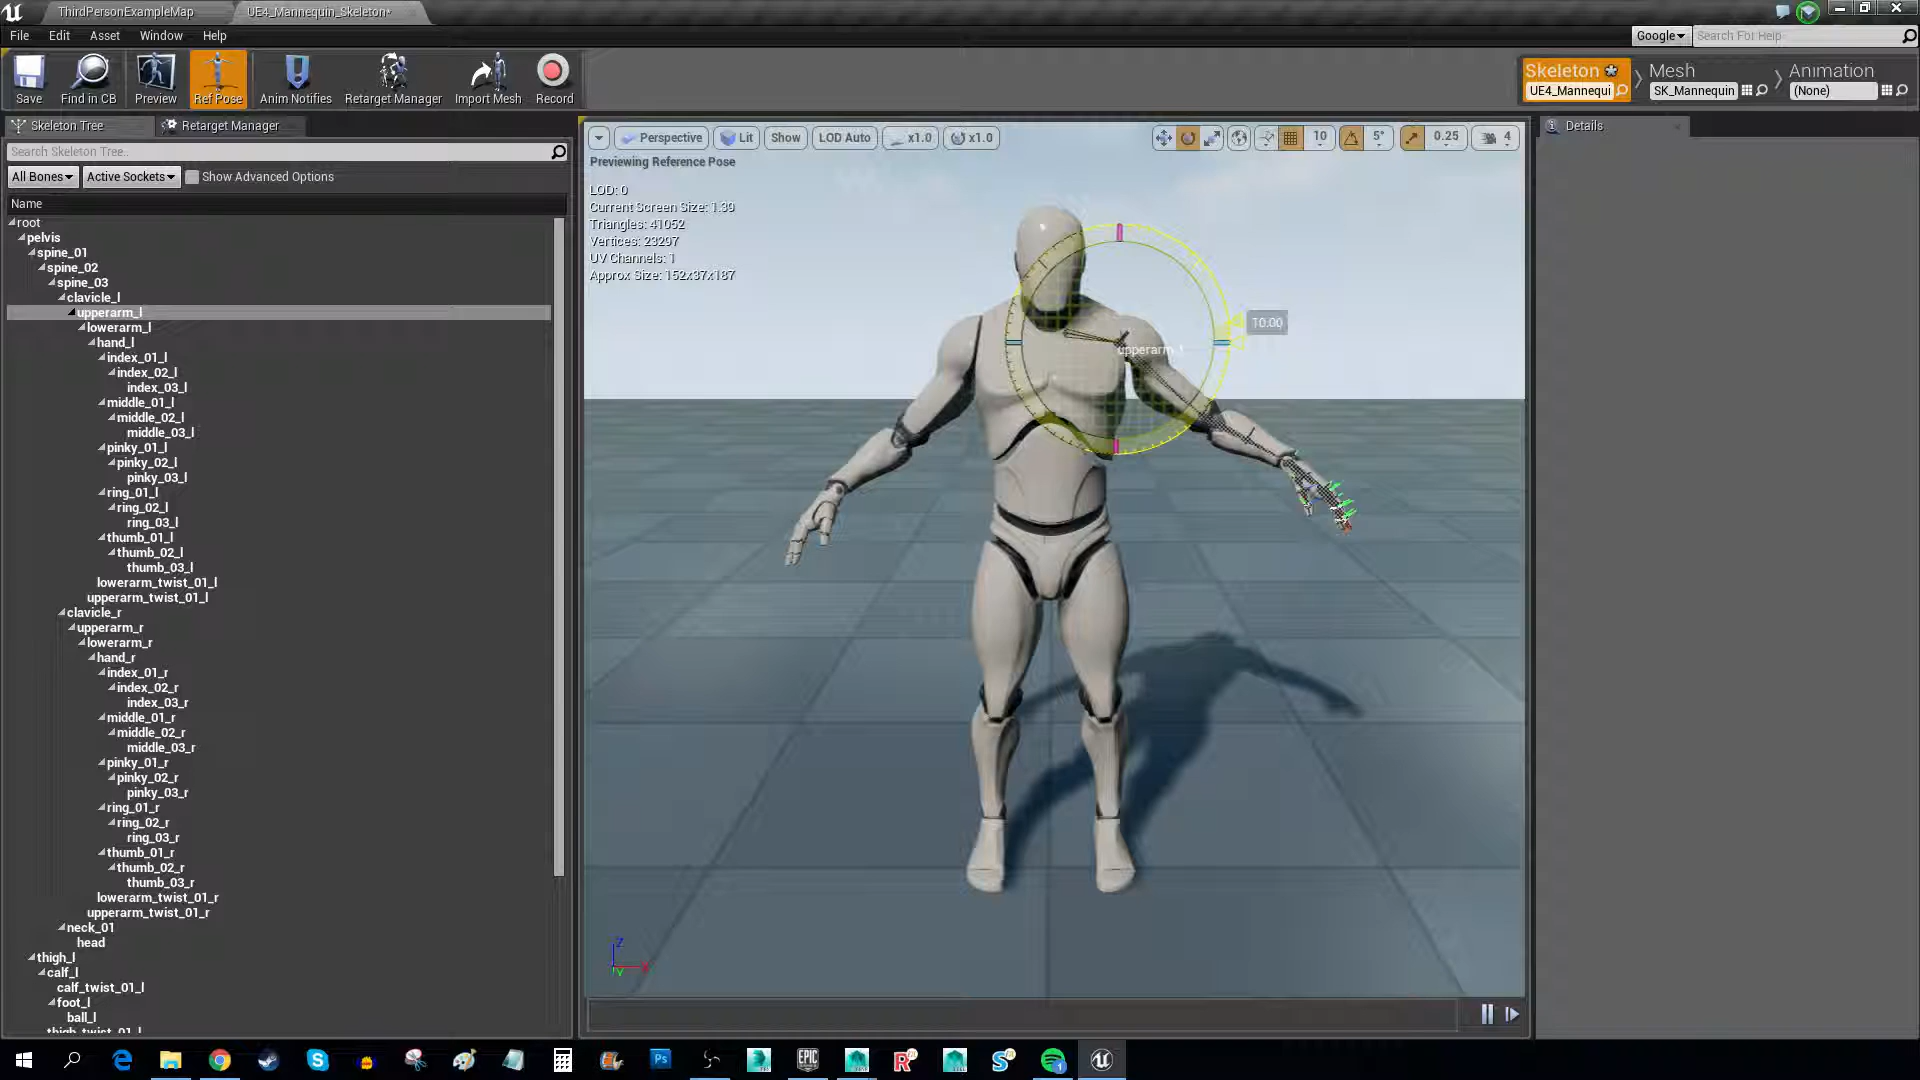 ThirdPersonExampleMap
UE4_Mannequin_Skeleton*
File
Edit
Asset
Window
Help
Google
Search For Help
Save
Find in CB
Preview
Ref Pose
Anim Notifies
Retarget Manager
Import Mesh
Record
Skeleton
UE4_Mannequi
Mesh
SK_Mannequin
Animation
(None)
Skeleton Tree
Retarget Manager
Search Skeleton Tree..
All Bones
Active Sockets
Show Advanced Options
Name
root
pelvis
spine_01
spine_02
spine_03
clavicle_l
upperarm_l
lowerarm_l
hand_l
index_01_l
index_02_l
index_03_l
middle_01_l
middle_02_l
middle_03_l
pinky_01_l
pinky_02_l
pinky_03_l
ring_01_l
ring_02_l
ring_03_l
thumb_01_l
thumb_02_l
thumb_03_l
lowerarm_twist_01_l
upperarm_twist_01_l
clavicle_r
upperarm_r
lowerarm_r
hand_r
index_01_r
index_02_r
index_03_r
middle_01_r
middle_02_r
middle_03_r
pinky_01_r
pinky_02_r
pinky_03_r
ring_01_r
ring_02_r
ring_03_r
thumb_01_r
thumb_02_r
thumb_03_r
lowerarm_twist_01_r
upperarm_twist_01_r
neck_01
head
thigh_l
calf_l
calf_twist_01_l
foot_l
ball_l
thigh_twist_01_l
Perspective
Lit
Show
LOD Auto
x1.0
x1.0
10
5°
0.25
4
Previewing Reference Pose
LOD: 0
Current Screen Size: 1.39
Triangles: 41052
Vertices: 23297
UV Channels: 1
Approx Size: 152x37x187
10.00
upperarm_l
Z
X
Y
Details
Ps
EPIC